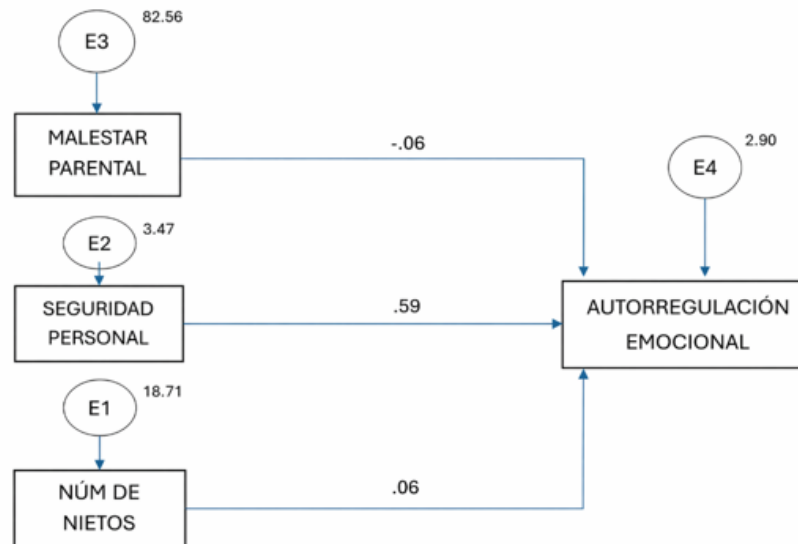 82.56
E3
MALESTAR
PARENTAL
-.06
2.90
E4
3.47
E2
SEGURIDAD
PERSONAL
.59
AUTORREGULACIÓN
EMOCIONAL
18.71
E1
NÚM DE
NIETOS
.06